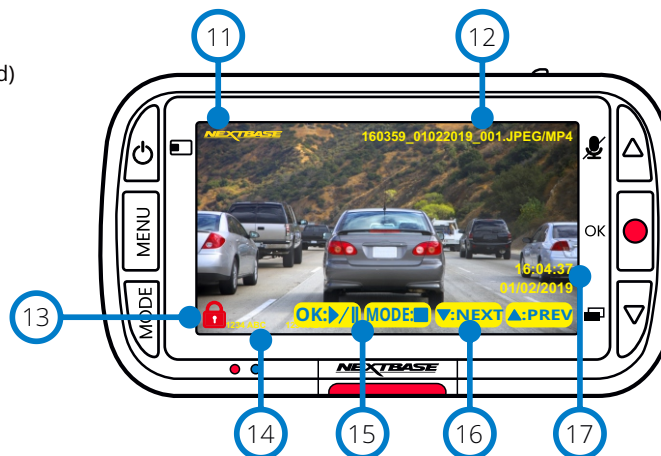 11
12
d)
NEXTBASE
160359_01022019_001.JPEG/MP4
MENU
OK
16:04:37
01/02/2019
MODE
13
OK:▶/II
MODE:■
▼:NEXT
▲:PREV
NEXTBASE
14
15
16
17